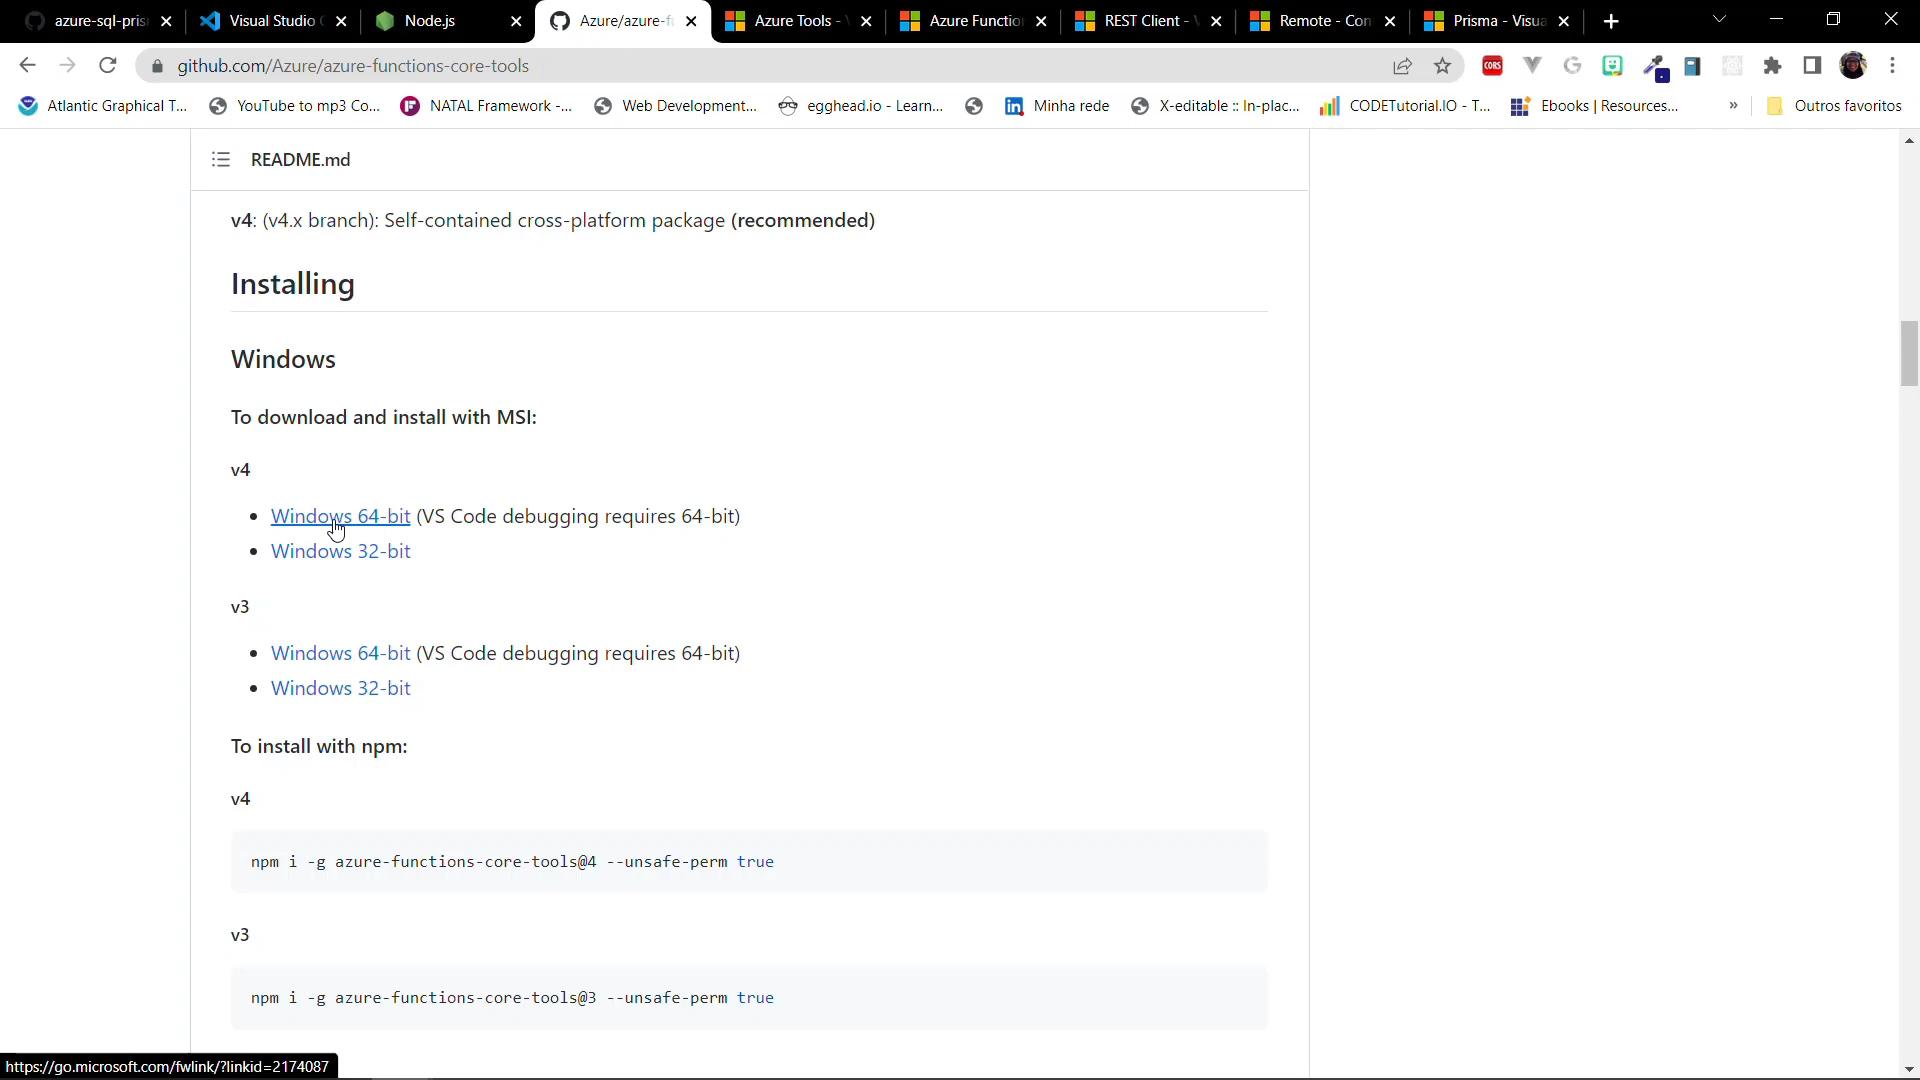 azure-sql-pris
Visual Studio C
Node.js
Azure/azure-fu
Azure Tools - V
Azure Functio
REST Client - V
Remote - Con
Prisma - Visua
github.com/Azure/azure-functions-core-tools
CORS
Atlantic Graphical T...
YouTube to mp3 Co...
NATAL Framework -...
Web Development...
egghead.io - Learn...
Minha rede
X-editable :: In-plac...
CODETutorial.IO - T...
Ebooks | Resources...
»
Outros favoritos
README.md
v4: (v4.x branch): Self-contained cross-platform package (recommended)
Installing
Windows
To download and install with MSI:
v4
• Windows 64-bit (VS Code debugging requires 64-bit)
• Windows 32-bit
v3
• Windows 64-bit (VS Code debugging requires 64-bit)
• Windows 32-bit
To install with npm:
v4
npm i -g azure-functions-core-tools@4 --unsafe-perm true
v3
npm i -g azure-functions-core-tools@3 --unsafe-perm true
https://go.microsoft.com/fwlink/?linkid=2174087